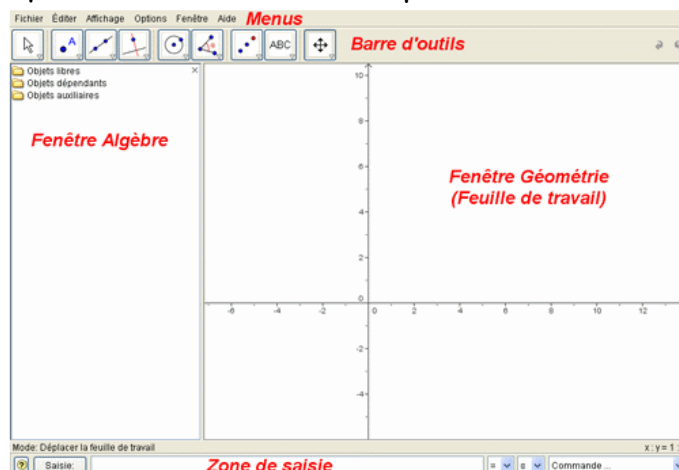 Fichier Éditer Affichage Options Fenêtre Aide Menus
A ABC Barre d'outils
Objets libres
Objets dépendants
Objets auxiliaires
Fenêtre Algèbre
Fenêtre Géométrie
(Feuille de travail)
10
8
6
4
2
0
-6 -4 -2 0 2 4 6 8 10 12
-2
-4
Mode: Déplacer la feuille de travail x : y = 1 :
Saisie: Zone de saisie = α Commande ...